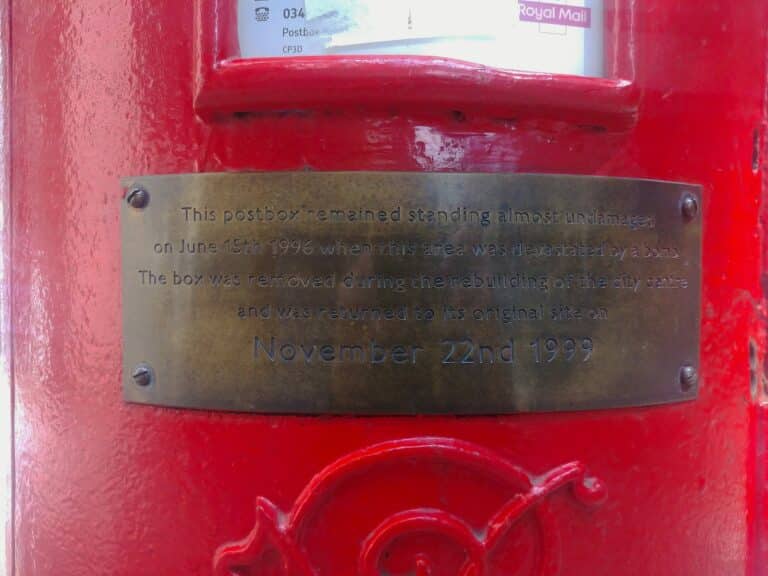 034
Royal Mail
Postbox
CP3D
This postbox remained standing almost undamaged
on June 15th 1996 when this area was devastated by a bomb.
The box was removed during the rebuilding of the city centre
and was returned to its original site on
November 22nd 1999